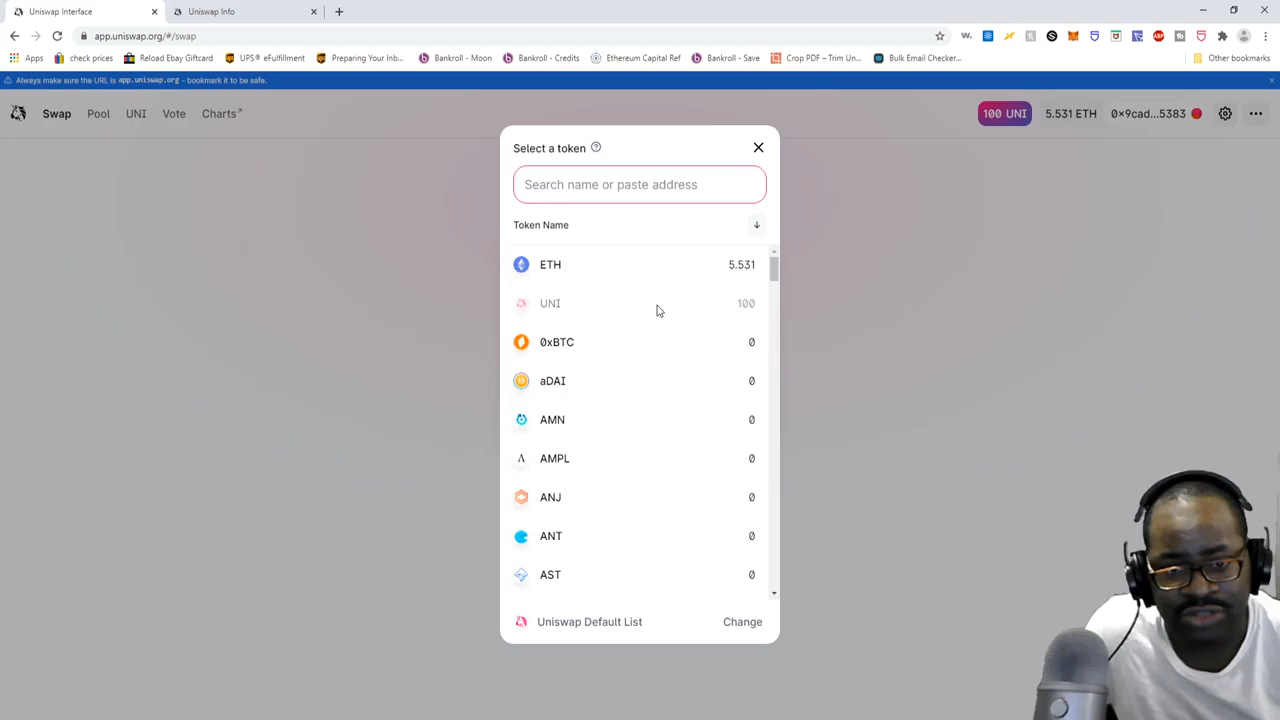 Uniswap Interface
Uniswap Info
app.uniswap.org/#/swap
Apps
check prices
Reload Ebay Giftcard
UPS® eFulfillment
Preparing Your Inb...
Bankroll - Moon
Bankroll - Credits
Ethereum Capital Ref
Bankroll - Save
Crop PDF – Trim Un...
Bulk Email Checker...
Other bookmarks
Always make sure the URL is app.uniswap.org - bookmark it to be safe.
Swap
Pool
UNI
Vote
Charts↗
100 UNI
5.531 ETH
0×9cad...5383
Select a token
Search name or paste address
Token Name
ETH 5.531
UNI 100
0xBTC 0
aDAI 0
AMN 0
AMPL 0
ANJ 0
ANT 0
AST 0
Uniswap Default List
Change